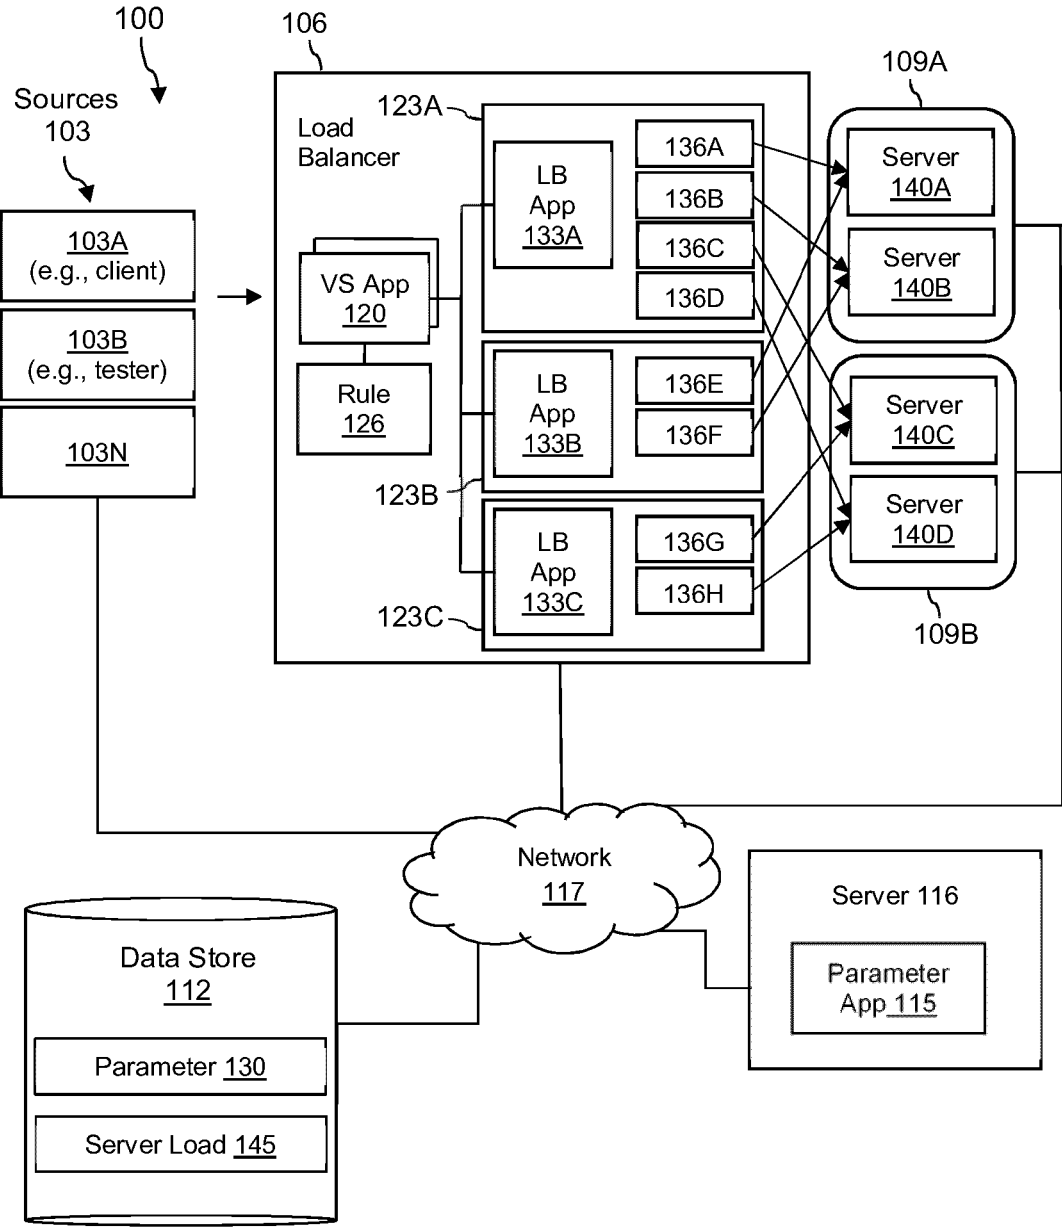 100
Sources
103
103A
(e.g., client)
103B
(e.g., tester)
103N
106
Load
Balancer
VS App
120
Rule
126
123A
LB
App
133A
136A
136B
136C
136D
123B
LB
App
133B
136E
136F
123C
LB
App
133C
136G
136H
109A
Server
140A
Server
140B
Server
140C
Server
140D
109B
Network
117
Server 116
Parameter
App 115
Data Store
112
Parameter 130
Server Load 145